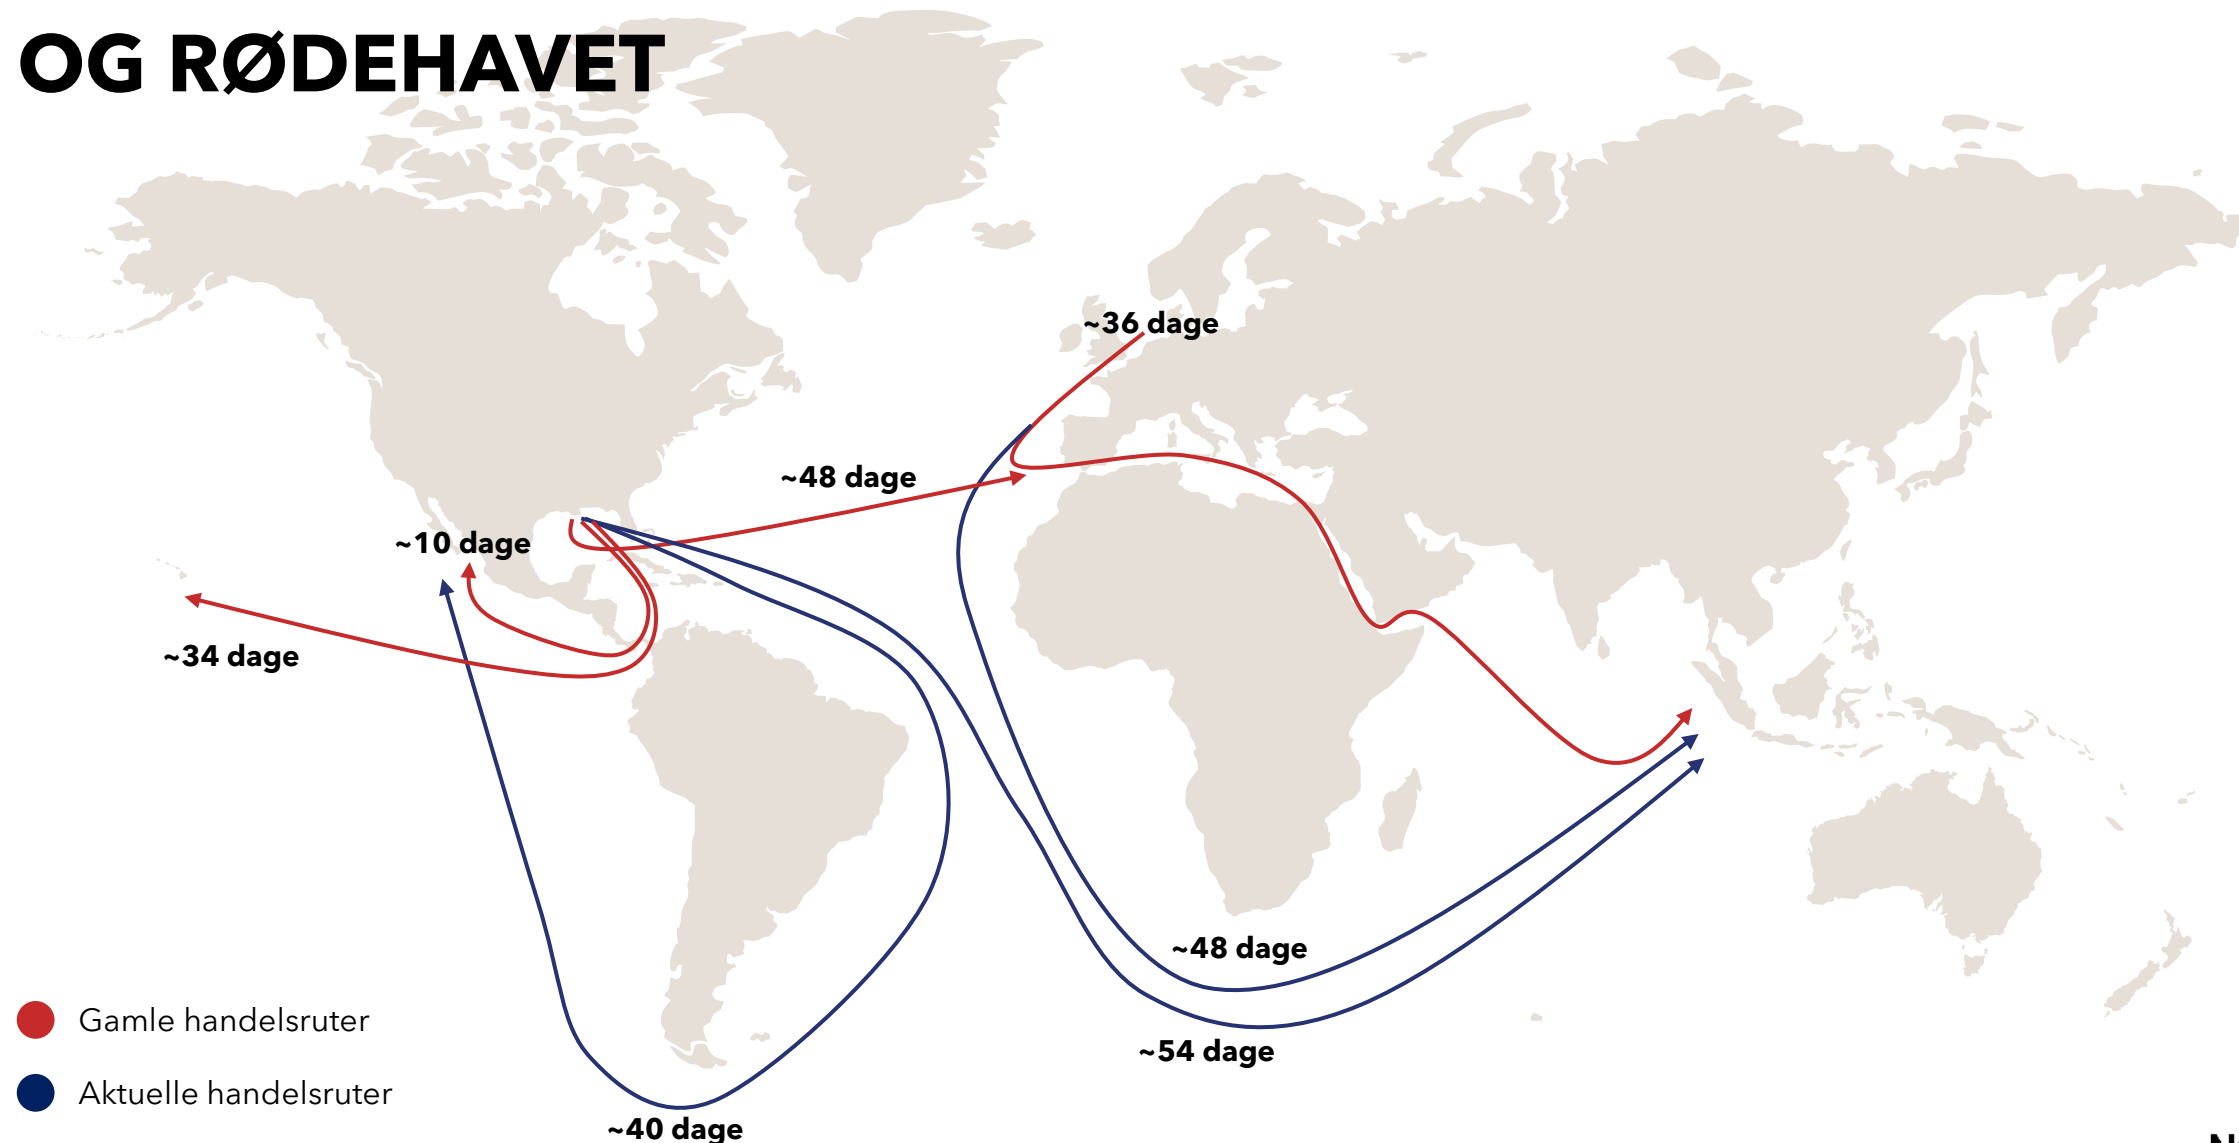 OG RØDEHAVET
~36 dage
~48 dage
~10 dage
~34 dage
~48 dage
Gamle handelsruter
~54 dage
Aktuelle handelsruter
~40 dage